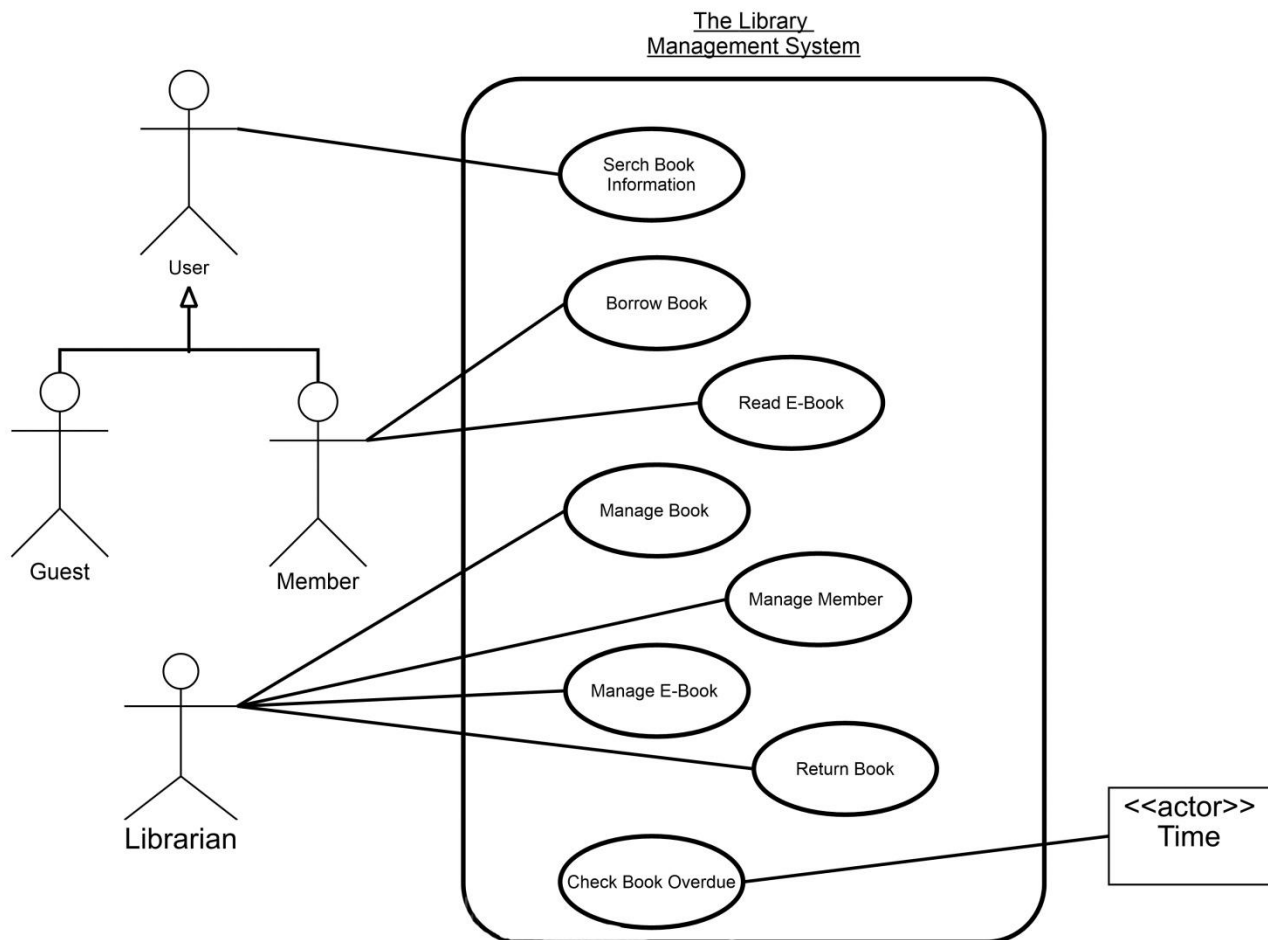 The Library
Management System
Serch Book
Information
User
Borrow Book
Read E-Book
Guest
Member
Manage Book
Manage Member
Manage E-Book
Return Book
Librarian
<<actor>>
Time
Check Book Overdue